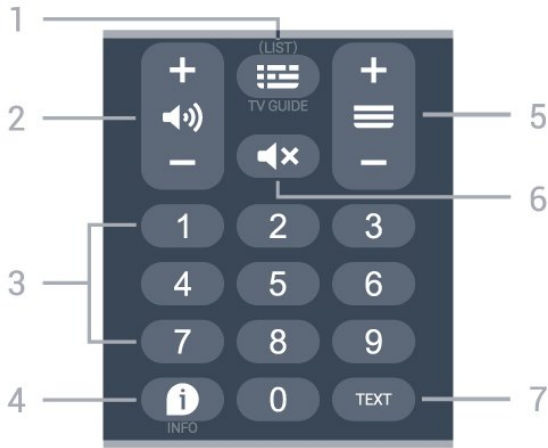 1
(LIST)
+ +
TV GUIDE
2 5
− −
6
1 2 3
3
4 5 6
7 8 9
4 i 0 TEXT 7
INFO